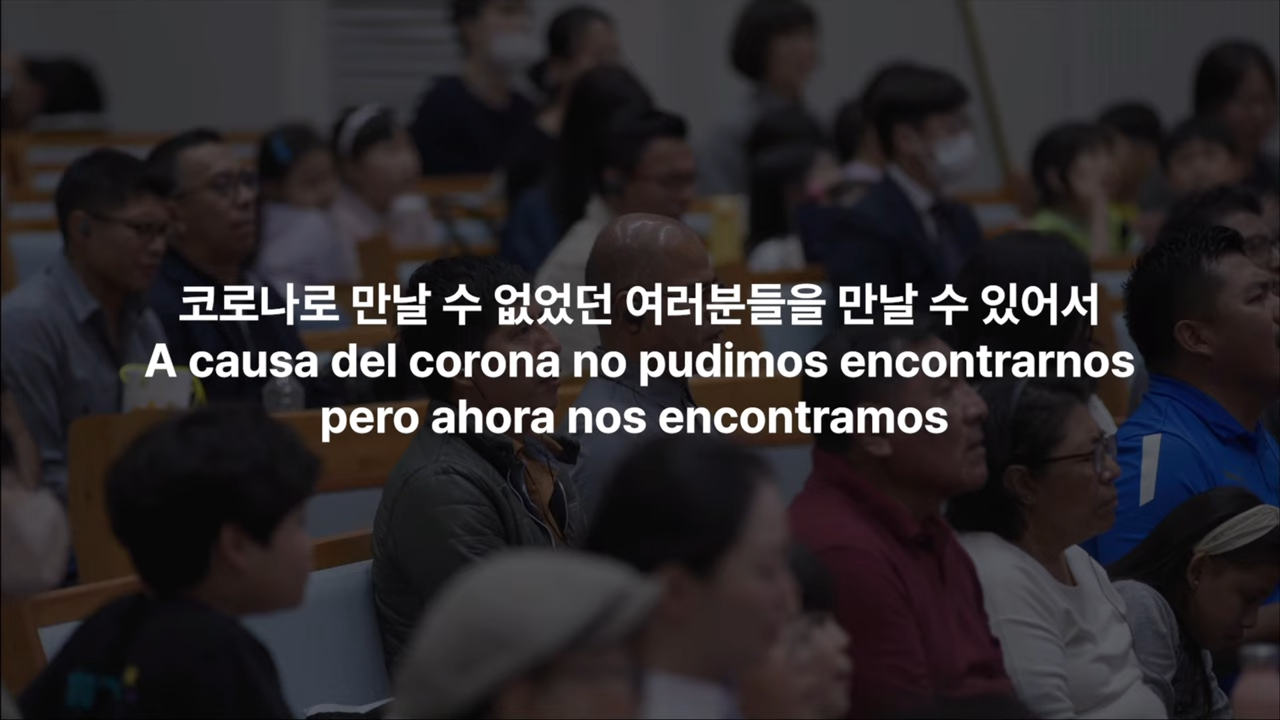 코로나로 만날 수 없었던 여러분들을 만날 수 있어서
A causa del corona no pudimos encontrarnos
pero ahora nos encontramos